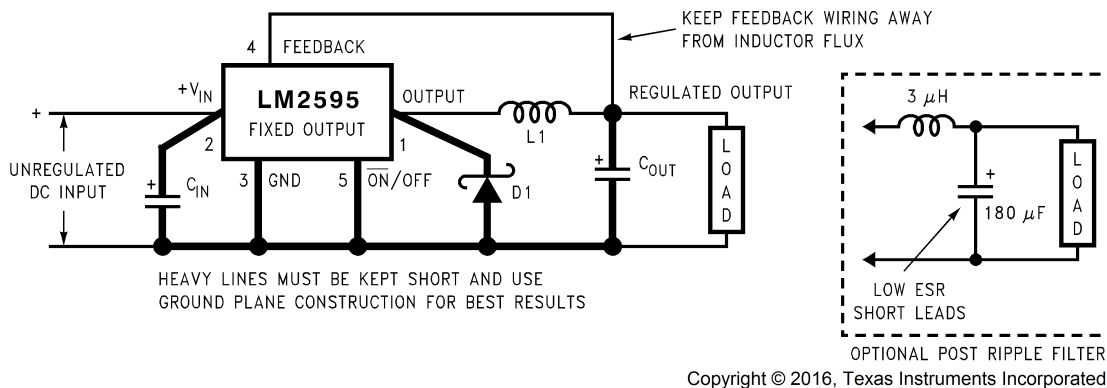 KEEP FEEDBACK WIRING AWAY
FROM INDUCTOR FLUX
4 FEEDBACK
+VIN
LM2595
FIXED OUTPUT
OUTPUT
2
1
L1
REGULATED OUTPUT
+
UNREGULATED
DC INPUT
+
CIN
3 GND
5 ON/OFF
D1
+
COUT
LOAD
HEAVY LINES MUST BE KEPT SHORT AND USE
GROUND PLANE CONSTRUCTION FOR BEST RESULTS
3 μH
+
180 μF
LOAD
LOW ESR
SHORT LEADS
OPTIONAL POST RIPPLE FILTER
Copyright © 2016, Texas Instruments Incorporated